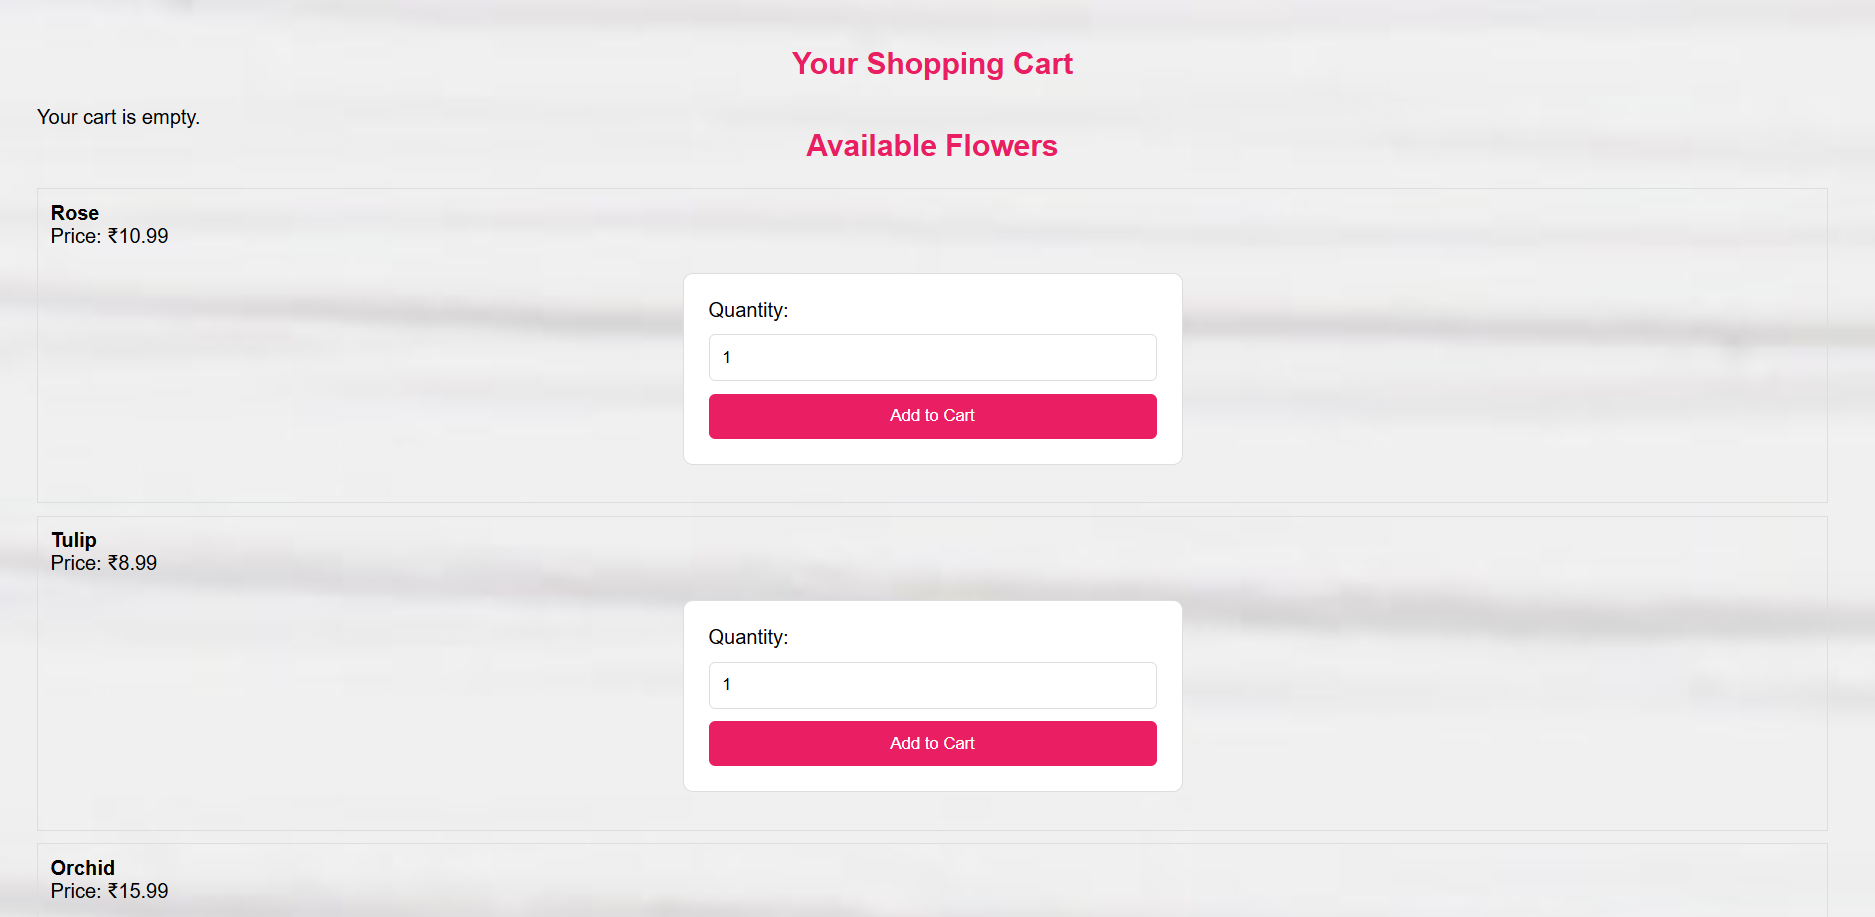 Your Shopping Cart
Your cart is empty.
Available Flowers
Rose
Price: ₹10.99
Quantity:
1
Add to Cart
Tulip
Price: ₹8.99
Quantity:
1
Add to Cart
Orchid
Price: ₹15.99